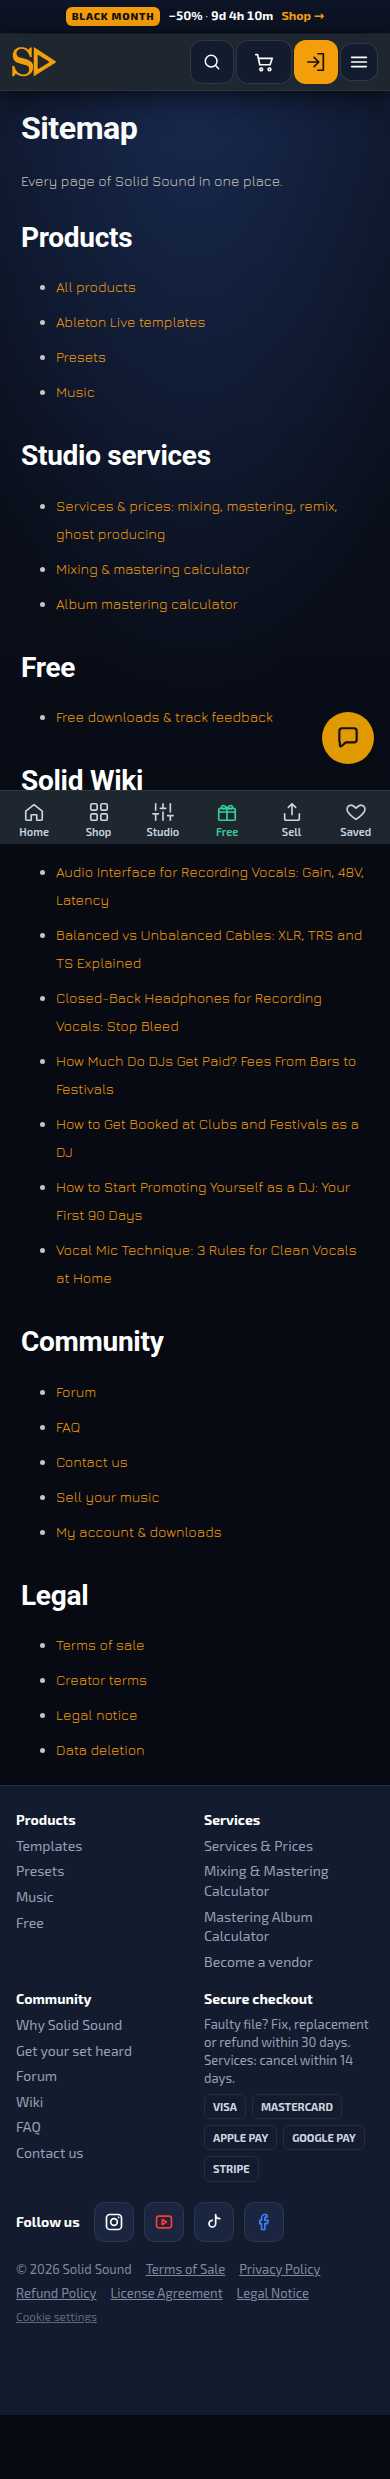 BLACK MONTH −50% · 9d 4h 10m Shop →
SD
Sitemap
Every page of Solid Sound in one place.
Products
All products
Ableton Live templates
Presets
Music
Studio services
Services & prices: mixing, mastering, remix,
ghost producing
Mixing & mastering calculator
Album mastering calculator
Free
Free downloads & track feedback
Solid Wiki
Home Shop Studio Free Sell Saved
Audio Interface for Recording Vocals: Gain, 48V,
Latency
Balanced vs Unbalanced Cables: XLR, TRS and
TS Explained
Closed-Back Headphones for Recording
Vocals: Stop Bleed
How Much Do DJs Get Paid? Fees From Bars to
Festivals
How to Get Booked at Clubs and Festivals as a
DJ
How to Start Promoting Yourself as a DJ: Your
First 90 Days
Vocal Mic Technique: 3 Rules for Clean Vocals
at Home
Community
Forum
FAQ
Contact us
Sell your music
My account & downloads
Legal
Terms of sale
Creator terms
Legal notice
Data deletion
Products
Templates
Presets
Music
Free
Services
Services & Prices
Mixing & Mastering
Calculator
Mastering Album
Calculator
Become a vendor
Community
Why Solid Sound
Get your set heard
Forum
Wiki
FAQ
Contact us
Secure checkout
Faulty file? Fix, replacement
or refund within 30 days.
Services: cancel within 14
days.
VISA MASTERCARD
APPLE PAY GOOGLE PAY
STRIPE
Follow us
© 2026 Solid Sound Terms of Sale Privacy Policy
Refund Policy License Agreement Legal Notice
Cookie settings